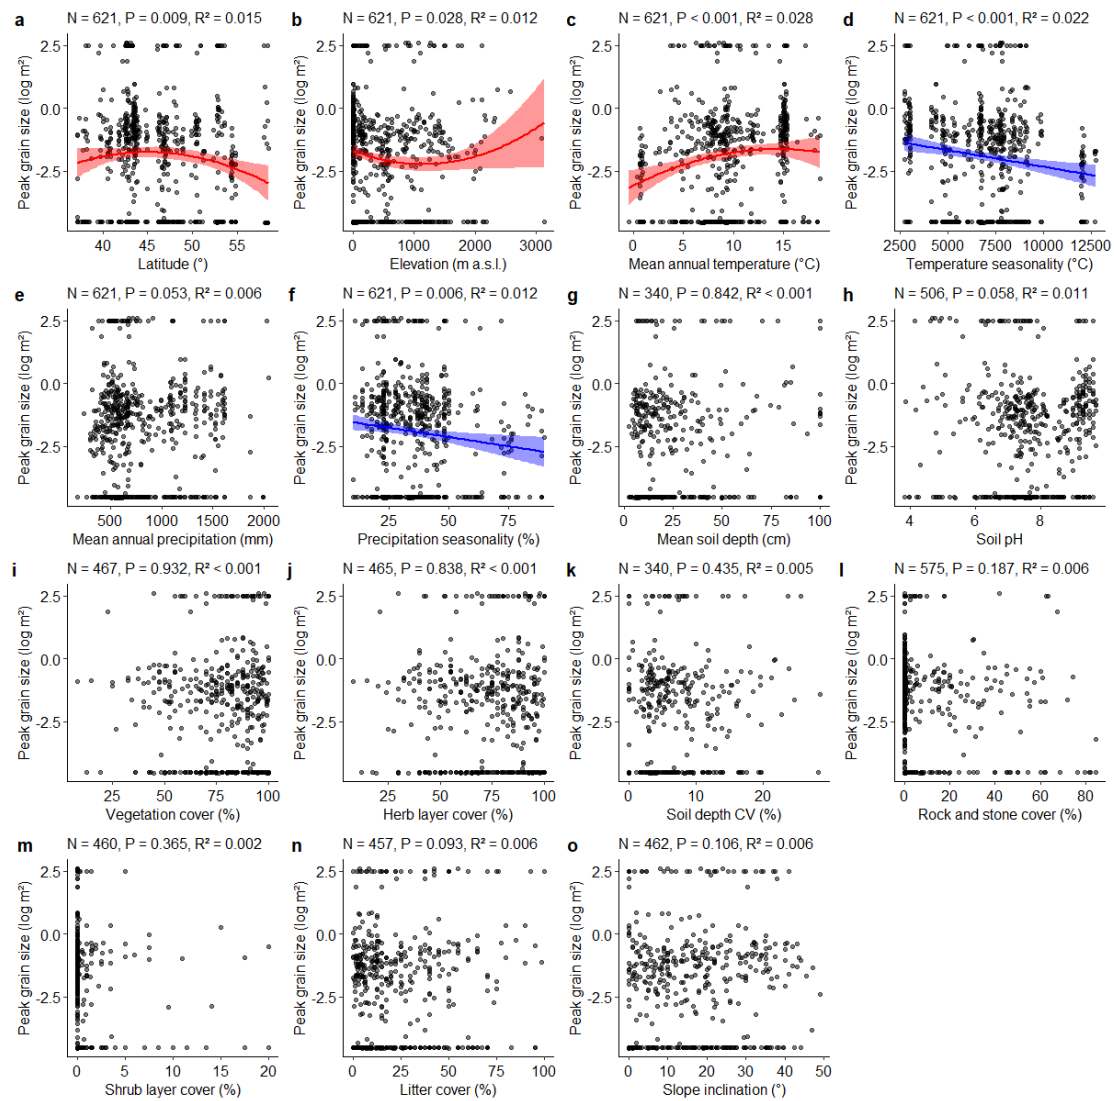 a N = 621, P = 0.009, R² = 0.015
b N = 621, P = 0.028, R² = 0.012
c N = 621, P < 0.001, R² = 0.028
d N = 621, P < 0.001, R² = 0.022
Peak grain size (log m²)
2.5
0.0
-2.5
40 45 50 55
Latitude (°)
Peak grain size (log m²)
2.5
0.0
-2.5
0 1000 2000 3000
Elevation (m a.s.l.)
Peak grain size (log m²)
2.5
0.0
-2.5
0 5 10 15
Mean annual temperature (°C)
Peak grain size (log m²)
2.5
0.0
-2.5
2500 5000 7500 10000 12500
Temperature seasonality (°C)
e N = 621, P = 0.053, R² = 0.006
f N = 621, P = 0.006, R² = 0.012
g N = 340, P = 0.842, R² < 0.001
h N = 506, P = 0.058, R² = 0.011
Peak grain size (log m²)
2.5
0.0
-2.5
500 1000 1500 2000
Mean annual precipitation (mm)
Peak grain size (log m²)
2.5
0.0
-2.5
25 50 75
Precipitation seasonality (%)
Peak grain size (log m²)
2.5
0.0
-2.5
0 25 50 75 100
Mean soil depth (cm)
Peak grain size (log m²)
2.5
0.0
-2.5
4 6 8
Soil pH
i N = 467, P = 0.932, R² < 0.001
j N = 465, P = 0.838, R² < 0.001
k N = 340, P = 0.435, R² = 0.005
l N = 575, P = 0.187, R² = 0.006
Peak grain size (log m²)
2.5
0.0
-2.5
25 50 75 100
Vegetation cover (%)
Peak grain size (log m²)
2.5
0.0
-2.5
25 50 75 100
Herb layer cover (%)
Peak grain size (log m²)
2.5
0.0
-2.5
0 10 20
Soil depth CV (%)
Peak grain size (log m²)
2.5
0.0
-2.5
0 20 40 60 80
Rock and stone cover (%)
m N = 460, P = 0.365, R² = 0.002
n N = 457, P = 0.093, R² = 0.006
o N = 462, P = 0.106, R² = 0.006
Peak grain size (log m²)
2.5
0.0
-2.5
0 5 10 15 20
Shrub layer cover (%)
Peak grain size (log m²)
2.5
0.0
-2.5
0 25 50 75 100
Litter cover (%)
Peak grain size (log m²)
2.5
0.0
-2.5
0 10 20 30 40 50
Slope inclination (°)